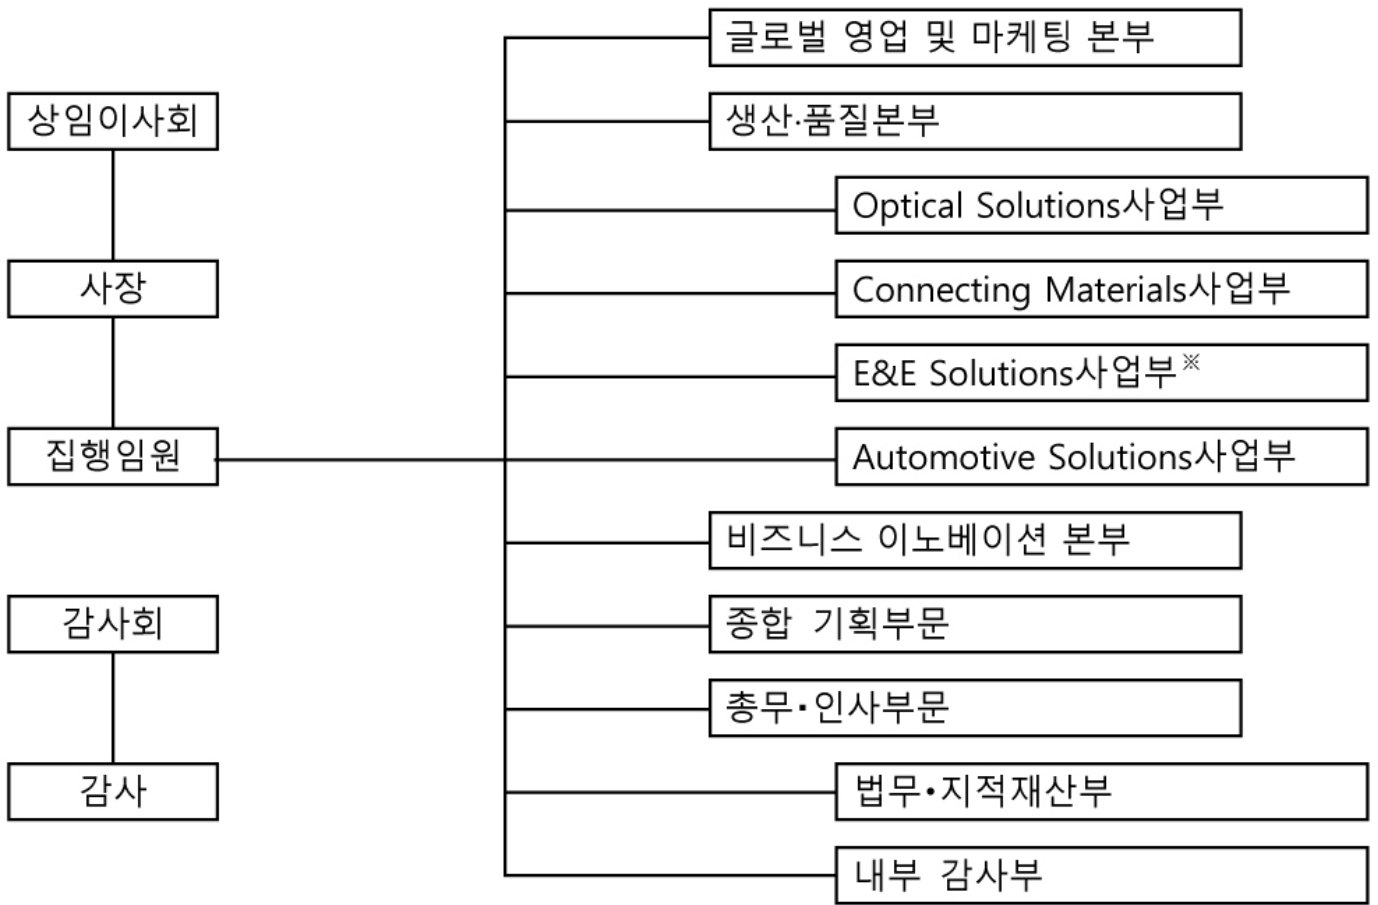 상임이사회
사장
집행임원
감사회
감사
글로벌 영업 및 마케팅 본부
생산·품질본부
Optical Solutions사업부
Connecting Materials사업부
E&E Solutions사업부※
Automotive Solutions사업부
비즈니스 이노베이션 본부
종합 기획부문
총무·인사부문
법무·지적재산부
내부 감사부